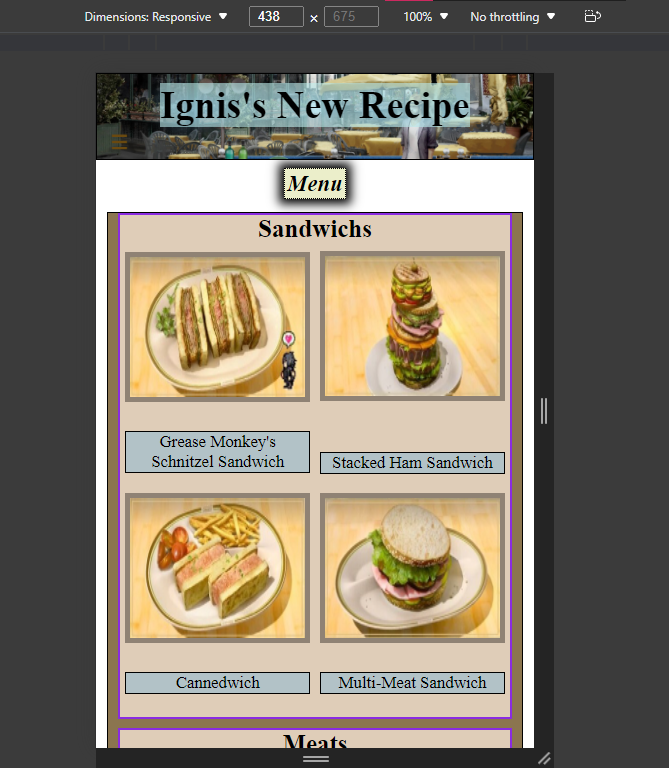 Dimensions: Responsive ▼ 438 × 675 100% ▼ No throttling ▼
Ignis's New Recipe
Menu
Sandwichs
Grease Monkey's
Schnitzel Sandwich
Stacked Ham Sandwich
Cannedwich
Multi-Meat Sandwich
Meats